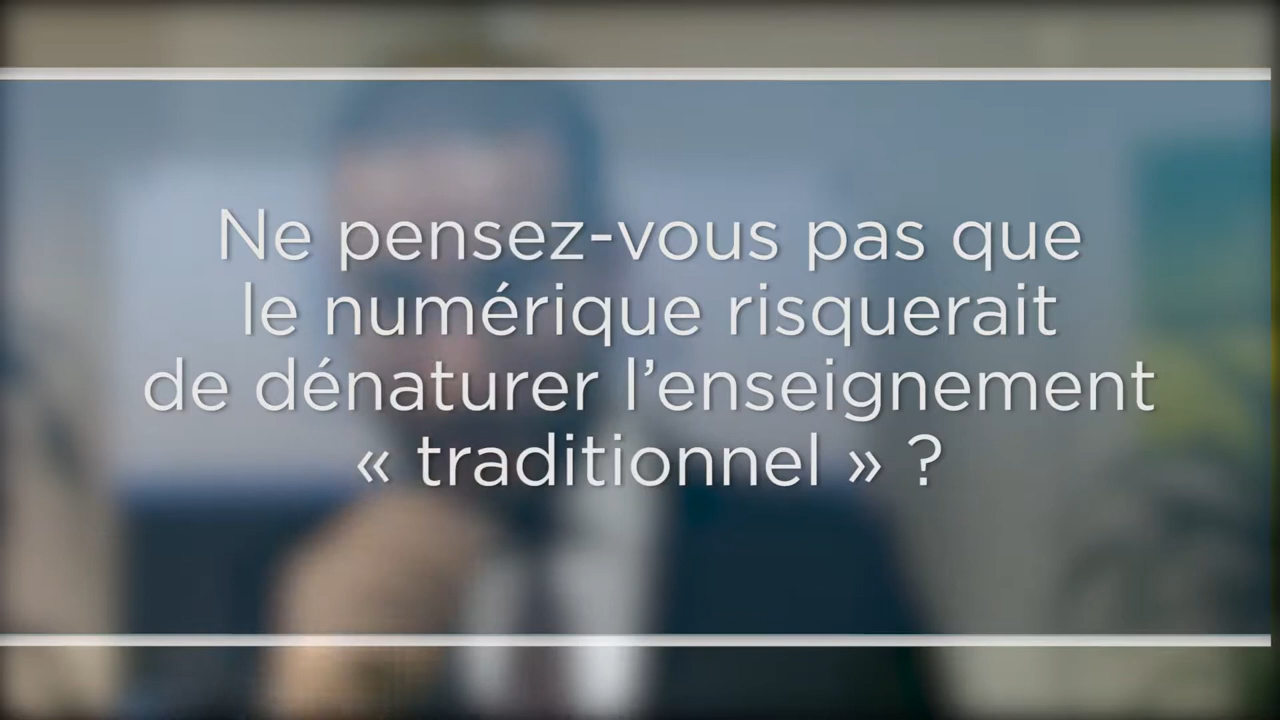 Ne pensez-vous pas que
le numérique risquerait
de dénaturer l’enseignement
« traditionnel » ?